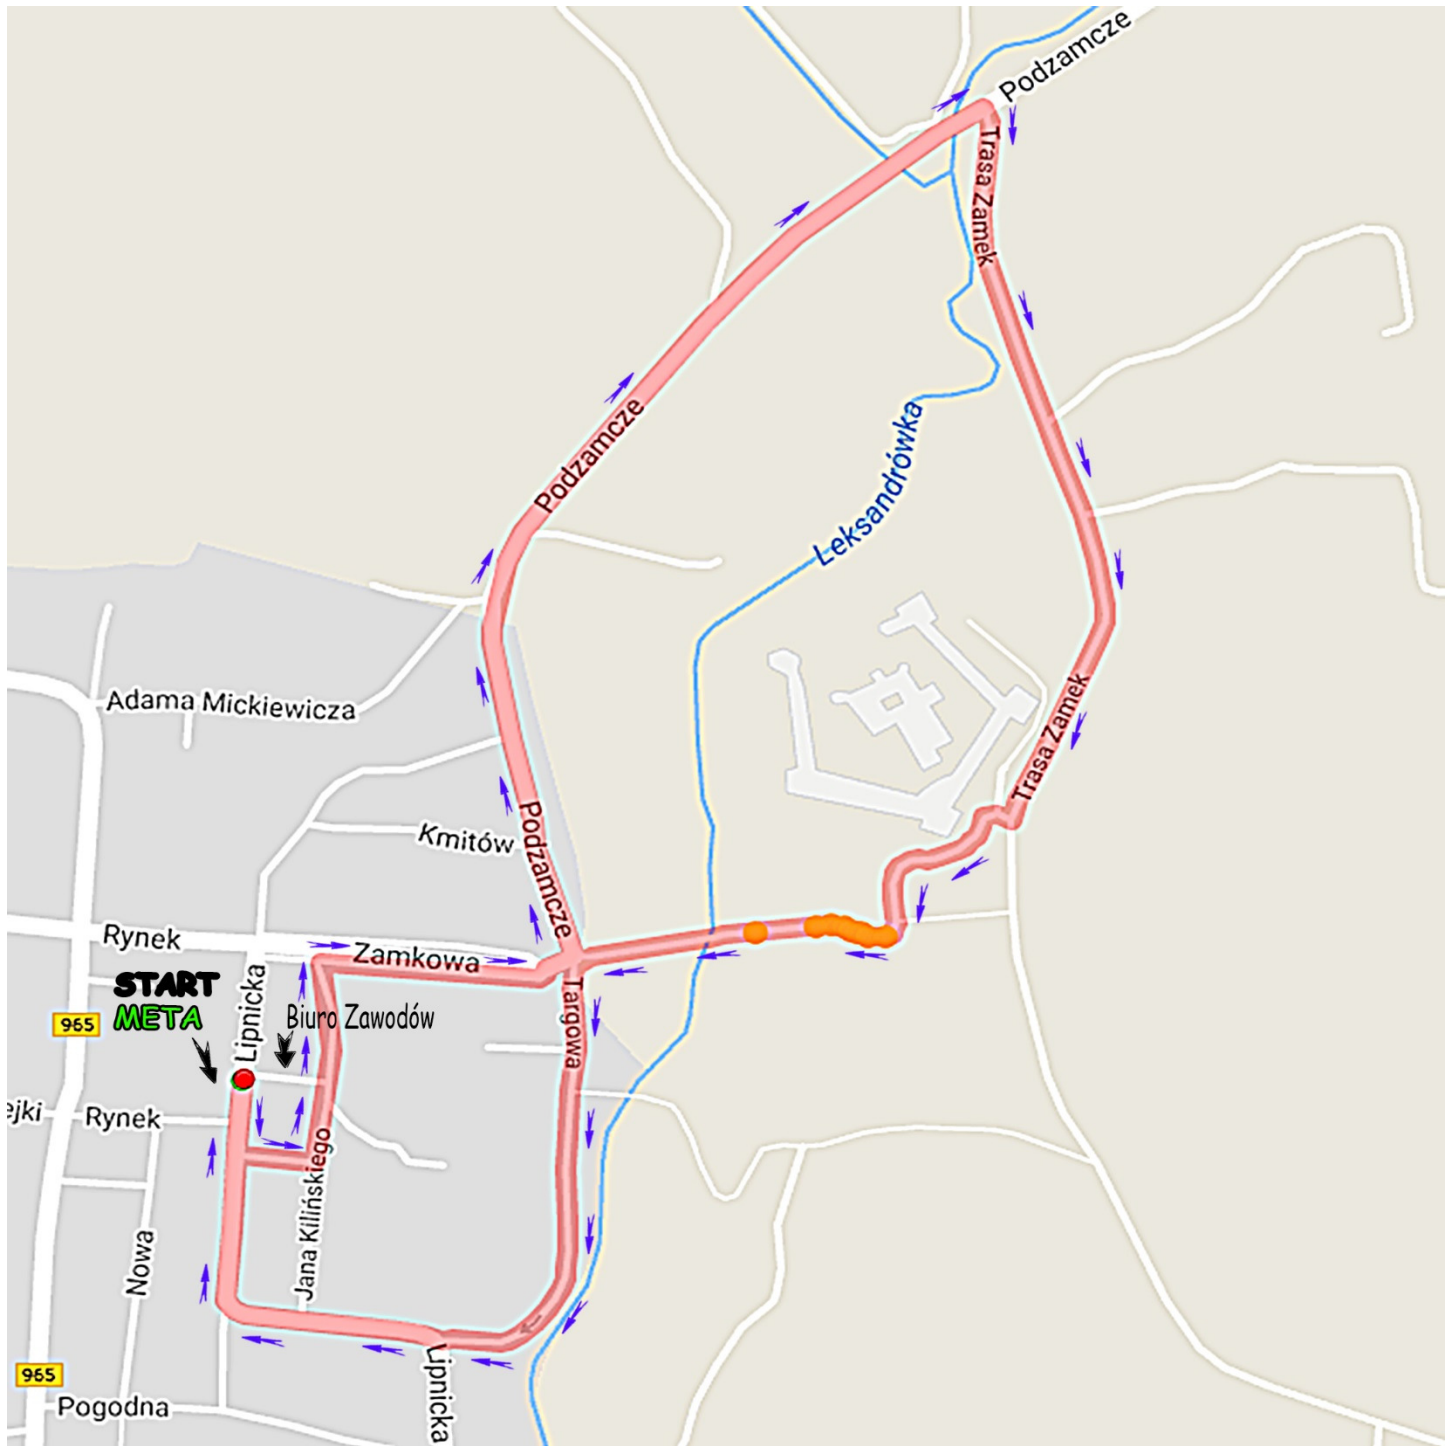 Podzamcze
Trasa Zamek
Podzamcze
Leksandrówka
Adama Mickiewicza
Trasa Zamek
Kmitów
Podzamcze
Rynek
Zamkowa
START
META
Lipnicka
Biuro Zawodów
Targowa
965
ejki
Rynek
Jana Kilińskiego
Nowa
Lipnicka
965
Pogodna